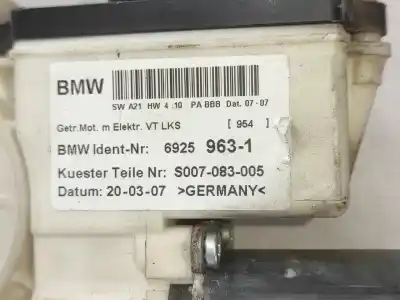 BMW
SW A21 HW 4.10 PA BBB Dat. 07-07
Getr.Mot. m Elektr. VT LKS [ 954 ]
BMW Ident-Nr: 6925 963-1
Kuester Teile Nr: S007-083-005
Datum: 20-03-07 >GERMANY<